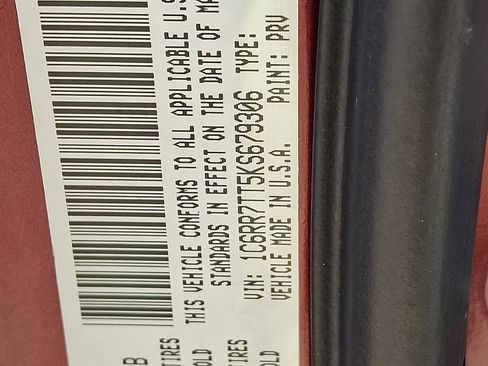 B
TIRES
OLD
THIS VEHICLE CONFORMS TO ALL APPLICABLE U.S
STANDARDS IN EFFECT ON THE DATE OF MA
VIN: 1C6RR7TT5KS679306 TYPE:
VEHICLE MADE IN U.S.A. PAINT: PRV
IRES
OLD